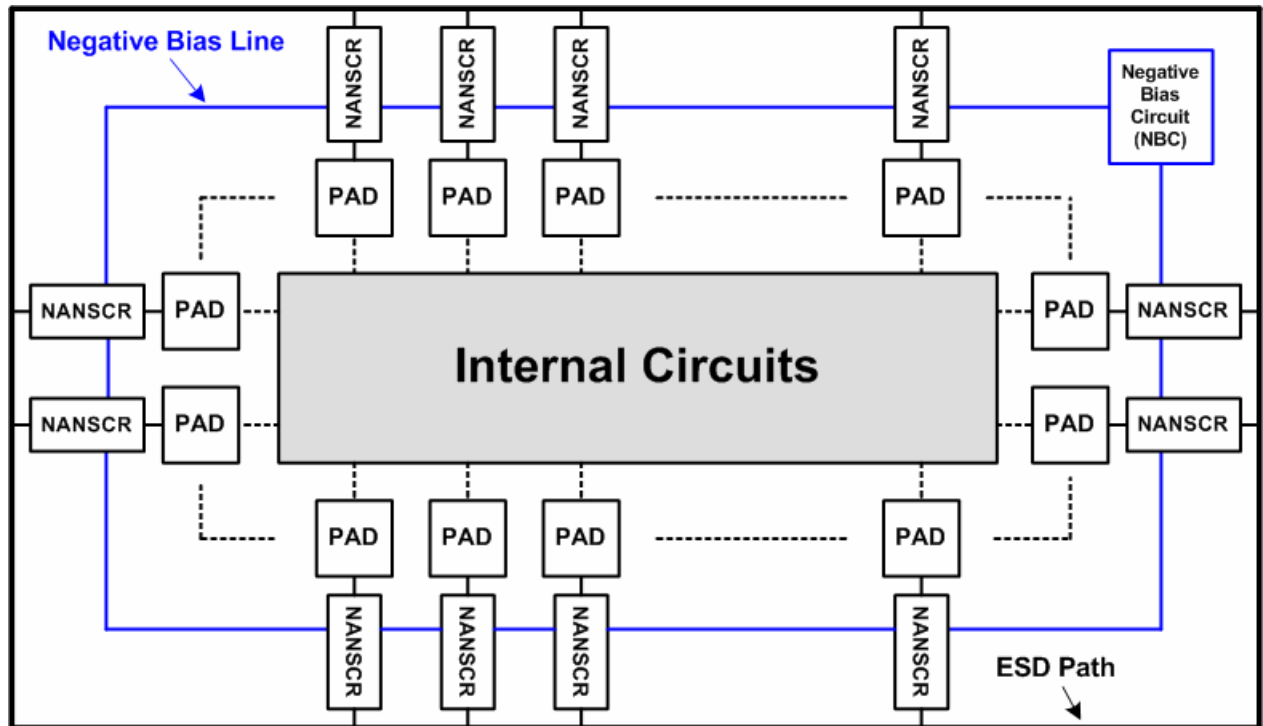 Negative Bias Line
NANSCR
NANSCR
NANSCR
NANSCR
Negative
Bias
Circuit
(NBC)
PAD
PAD
PAD
PAD
NANSCR
PAD
PAD
NANSCR
Internal Circuits
NANSCR
PAD
PAD
NANSCR
PAD
PAD
PAD
PAD
NANSCR
NANSCR
NANSCR
NANSCR
ESD Path